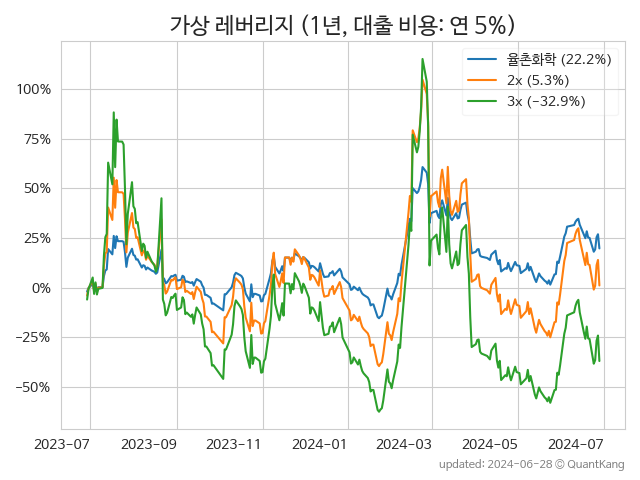 가상 레버리지 (1년, 대출 비용: 연 5%)
율촌화학 (22.2%)
2x (5.3%)
3x (−32.9%)
100%
75%
50%
25%
0%
−25%
−50%
2023-07 2023-09 2023-11 2024-01 2024-03 2024-05 2024-07
updated: 2024-06-28 © QuantKang